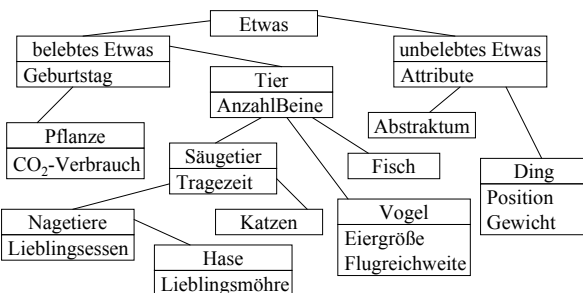 Etwas
belebtes Etwas
Geburtstag
unbelebtes Etwas
Attribute
Tier
AnzahlBeine
Abstraktum
Pflanze
CO₂-Verbrauch
Säugetier
Tragezeit
Fisch
Ding
Position
Gewicht
Nagetiere
Lieblingsessen
Katzen
Vogel
Eiergröße
Flugreichweite
Hase
Lieblingsmöhre